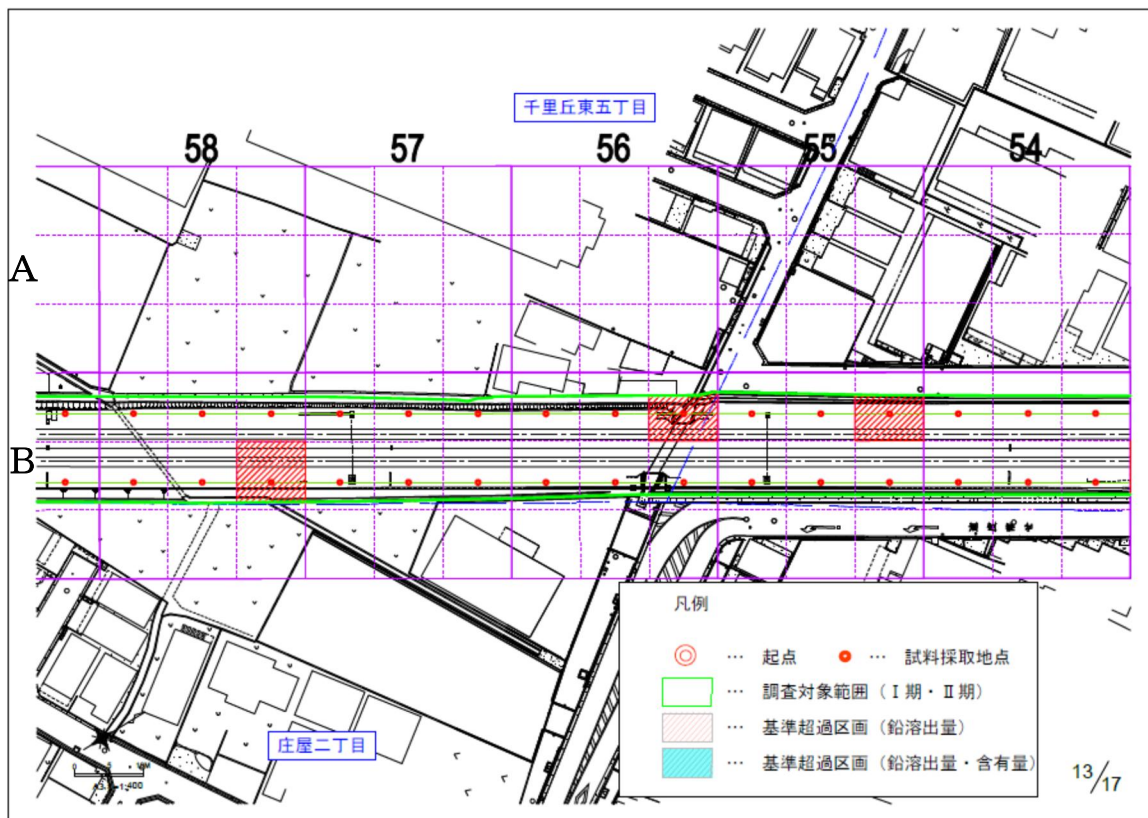 千里丘東五丁目
58 57 56 55 54
A
B
凡例
… 起点 … 試料採取地点
… 調査対象範囲（Ⅰ期・Ⅱ期）
… 基準超過区画（鉛溶出量）
… 基準超過区画（鉛溶出量・含有量）
庄屋二丁目
13/17